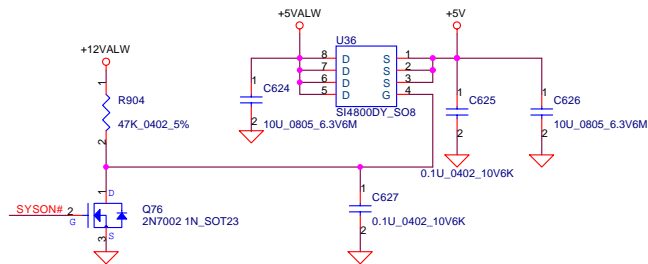 +5VALW
+5V
+12VALW
U36
8 D S 1
7 D S 2
6 D S 3
5 D G 4
SI4800DY_SO8
1
C624
2
10U_0805_6.3V6M
1
C625
2
0.1U_0402_10V6K
1
C626
2
10U_0805_6.3V6M
1
R904
47K_0402_5%
2
1
C627
0.1U_0402_10V6K
2
SYSON#
2
G
1
D
Q76
2N7002 1N_SOT23
3
S